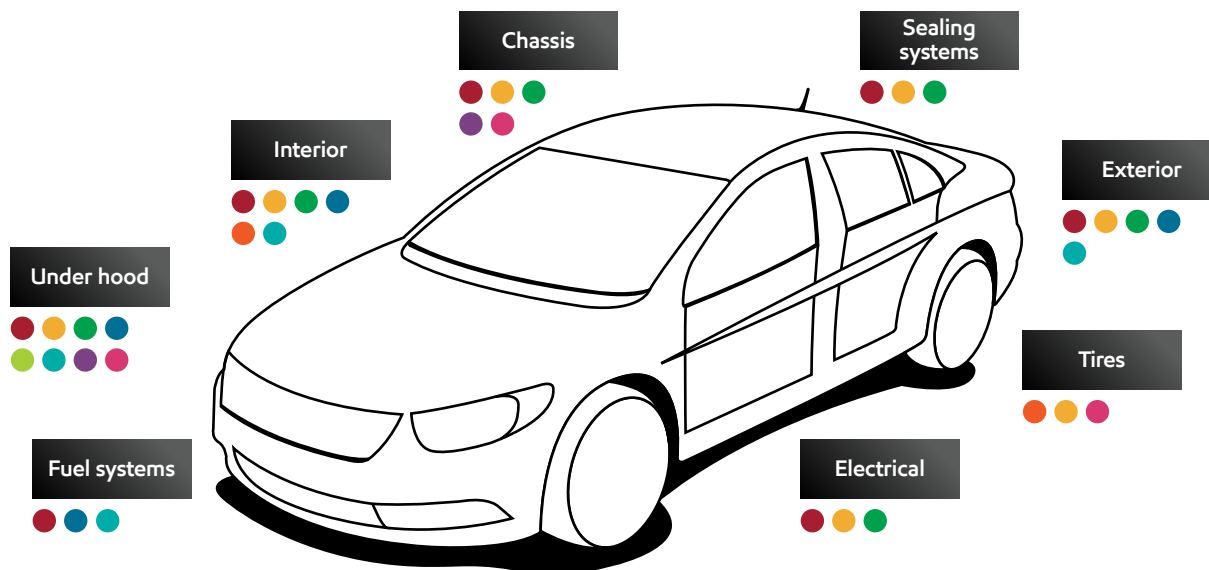 Chassis
Sealing
systems
Interior
Exterior
Under hood
Tires
Fuel systems
Electrical